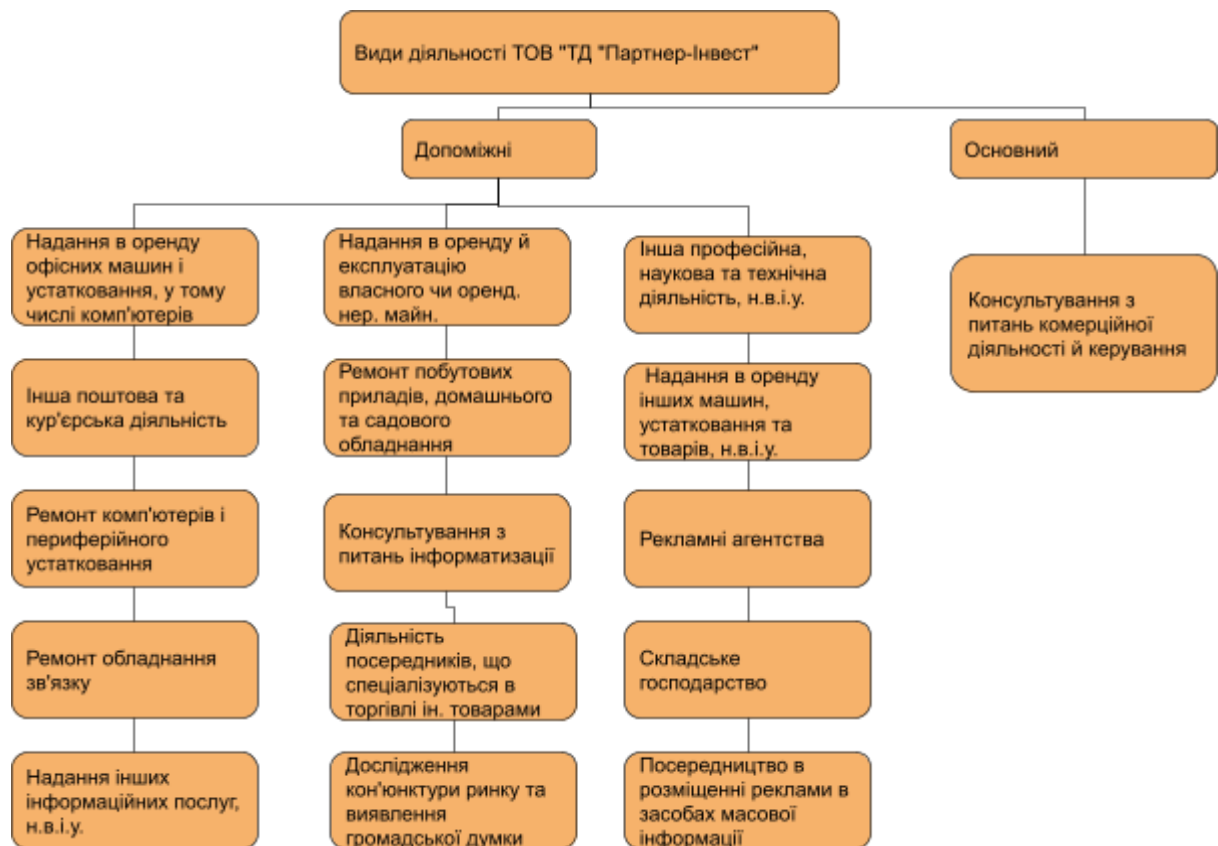 Види діяльності ТОВ "ТД "Партнер-Інвест"
Допоміжні
Основний
Надання в оренду
офісних машин і
устатковання, у тому
числі комп'ютерів
Інша поштова та
кур'єрська діяльність
Ремонт комп'ютерів і
периферійного
устатковання
Ремонт обладнання
зв'язку
Надання інших
інформаційних послуг,
н.в.і.у.
Надання в оренду й
експлуатацію
власного чи оренд.
нер. майн.
Ремонт побутових
приладів, домашнього
та садового
обладнання
Консультування з
питань інформатизації
Діяльність
посередників, що
спеціалізуються в
торгівлі ін. товарами
Дослідження
кон'юнктури ринку та
виявлення
громадської думки
Інша професійна,
наукова та технічна
діяльність, н.в.і.у.
Надання в оренду
інших машин,
устатковання та
товарів, н.в.і.у.
Рекламні агентства
Складське
господарство
Посередництво в
розміщенні реклами в
засобах масової
інформації
Консультування з
питань комерційної
діяльності й керування